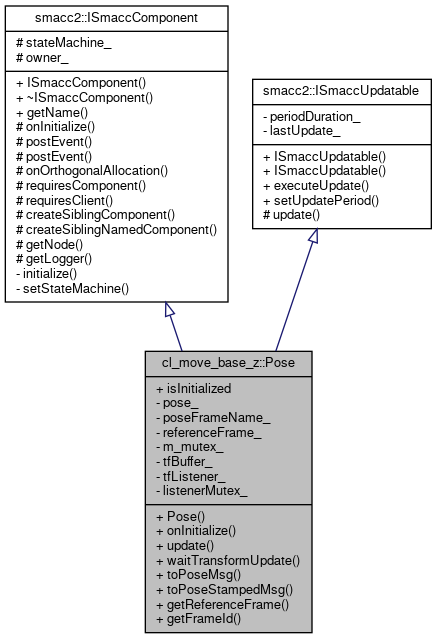 smacc2::ISmaccComponent
# stateMachine_
# owner_
+ ISmaccComponent()
+ ~ISmaccComponent()
+ getName()
# onInitialize()
# postEvent()
# postEvent()
# onOrthogonalAllocation()
# requiresComponent()
# requiresClient()
# createSiblingComponent()
# createSiblingNamedComponent()
# getNode()
# getLogger()
- initialize()
- setStateMachine()
smacc2::ISmaccUpdatable
- periodDuration_
- lastUpdate_
+ ISmaccUpdatable()
+ ISmaccUpdatable()
+ executeUpdate()
+ setUpdatePeriod()
# update()
cl_move_base_z::Pose
+ isInitialized
- pose_
- poseFrameName_
- referenceFrame_
- m_mutex_
- tfBuffer_
- tfListener_
- listenerMutex_
+ Pose()
+ onInitialize()
+ update()
+ waitTransformUpdate()
+ toPoseMsg()
+ toPoseStampedMsg()
+ getReferenceFrame()
+ getFrameId()